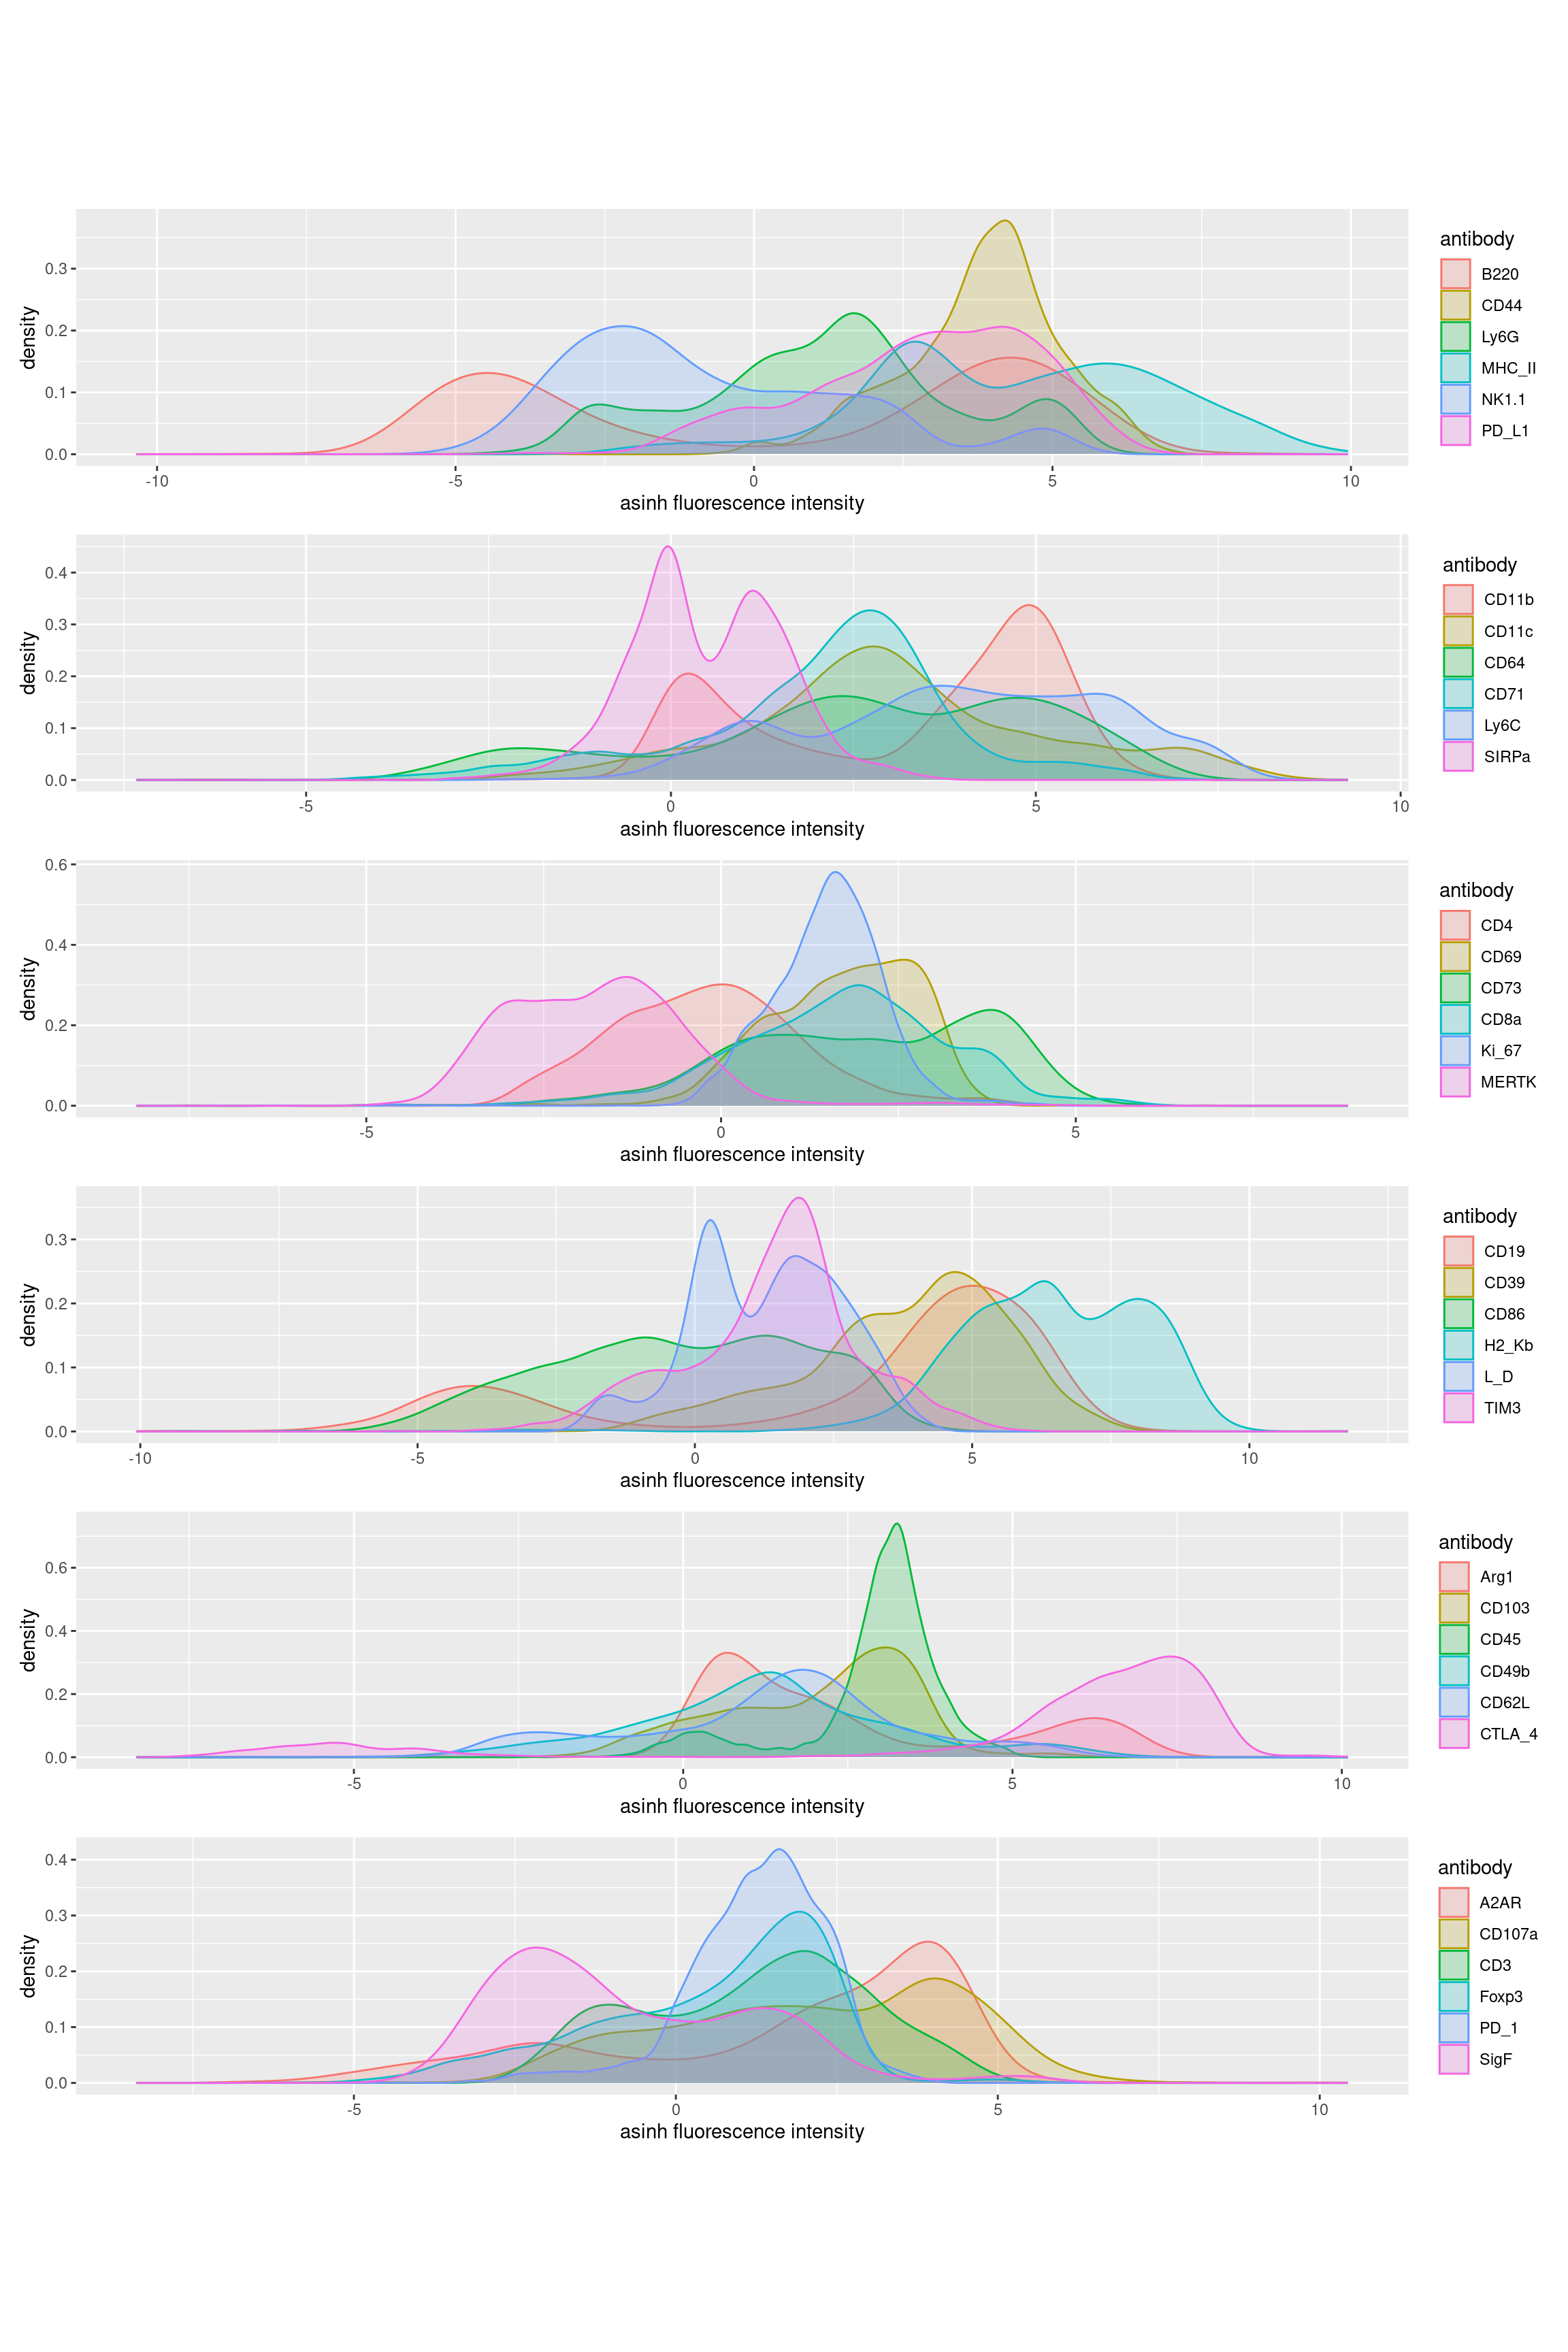 antibody
0.3
0.2
0.1
0.0
density
B220
CD44
Ly6G
MHC_II
NK1.1
PD_L1
-10 -5 0 5 10
asinh fluorescence intensity
antibody
0.4
0.3
0.2
0.1
0.0
density
CD11b
CD11c
CD64
CD71
Ly6C
SIRPa
-5 0 5 10
asinh fluorescence intensity
antibody
0.6
0.4
0.2
0.0
density
CD4
CD69
CD73
CD8a
Ki_67
MERTK
-5 0 5
asinh fluorescence intensity
antibody
0.3
0.2
0.1
0.0
density
CD19
CD39
CD86
H2_Kb
L_D
TIM3
-10 -5 0 5 10
asinh fluorescence intensity
antibody
0.6
0.4
0.2
0.0
density
Arg1
CD103
CD45
CD49b
CD62L
CTLA_4
-5 0 5 10
asinh fluorescence intensity
antibody
0.4
0.3
0.2
0.1
0.0
density
A2AR
CD107a
CD3
Foxp3
PD_1
SigF
-5 0 5 10
asinh fluorescence intensity